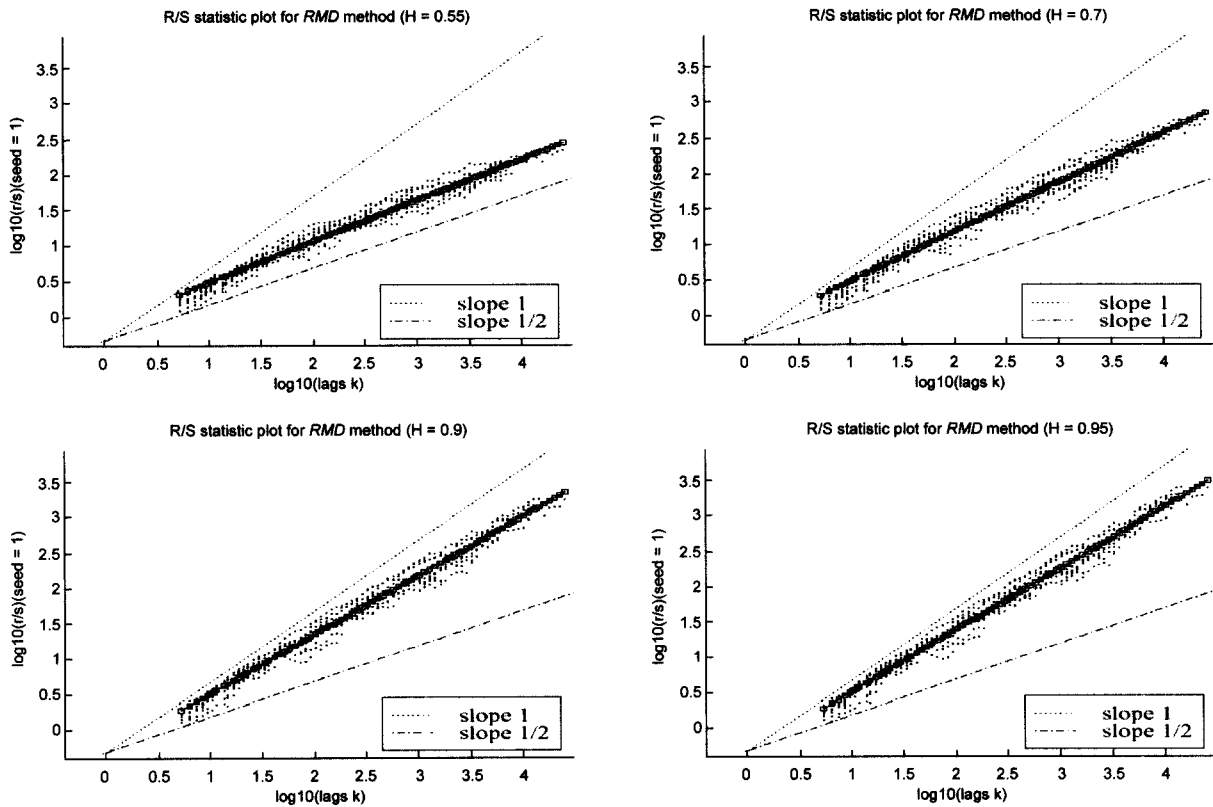 R/S statistic plot for RMD method (H = 0.55)
log10(r/s)(seed = 1)
3.5
3
2.5
2
1.5
1
0.5
0
slope 1
slope 1/2
0 0.5 1 1.5 2 2.5 3 3.5 4
log10(lags k)
R/S statistic plot for RMD method (H = 0.7)
log10(r/s)(seed = 1)
3.5
3
2.5
2
1.5
1
0.5
0
slope 1
slope 1/2
0 0.5 1 1.5 2 2.5 3 3.5 4
log10(lags k)
R/S statistic plot for RMD method (H = 0.9)
log10(r/s)(seed = 1)
3.5
3
2.5
2
1.5
1
0.5
0
slope 1
slope 1/2
0 0.5 1 1.5 2 2.5 3 3.5 4
log10(lags k)
R/S statistic plot for RMD method (H = 0.95)
log10(r/s)(seed = 1)
3.5
3
2.5
2
1.5
1
0.5
0
slope 1
slope 1/2
0 0.5 1 1.5 2 2.5 3 3.5 4
log10(lags k)